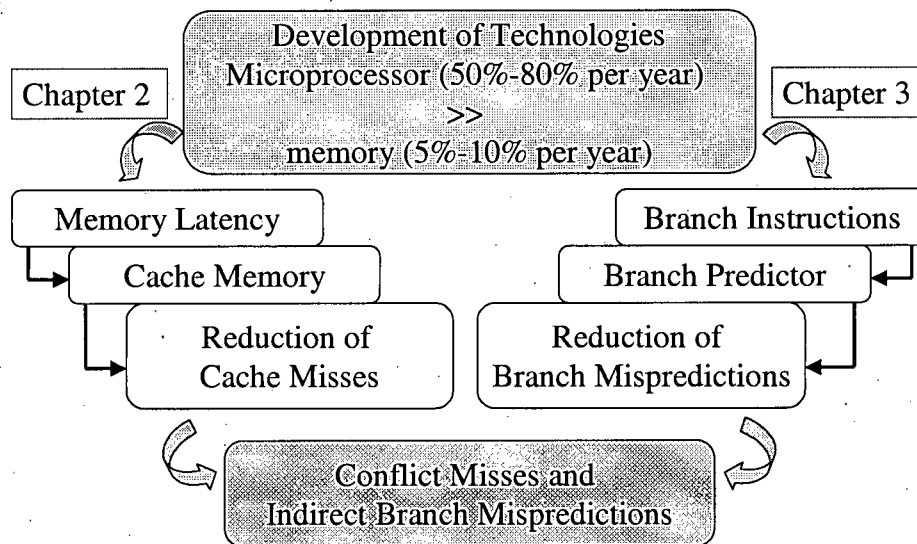 Development of Technologies
Microprocessor (50%-80% per year)
>>
memory (5%-10% per year)
Chapter 2
Chapter 3
Memory Latency
Cache Memory
Reduction of
Cache Misses
Branch Instructions
Branch Predictor
Reduction of
Branch Mispredictions
Conflict Misses and
Indirect Branch Mispredictions